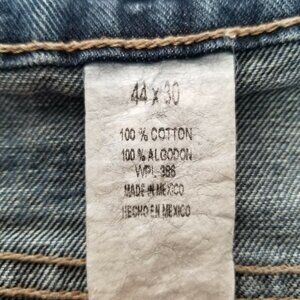 44 x 30
100 % COTTON
100 % ALGODON
WPL 386
MADE IN MEXICO
HECHO EN MEXICO